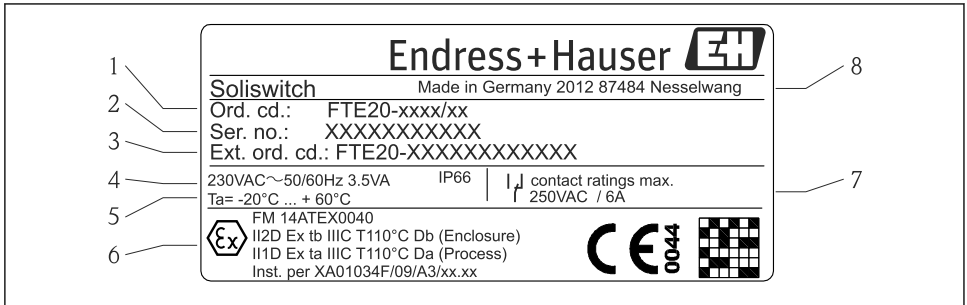 Endress+Hauser EH
Soliswitch Made in Germany 2012 87484 Nesselwang
Ord. cd.: FTE20-xxxx/xx
Ser. no.: XXXXXXXXXXX
Ext. ord. cd.: FTE20-XXXXXXXXXXXX
230VAC～50/60Hz 3.5VA IP66 contact ratings max.
Ta= -20°C ... + 60°C 250VAC / 6A
FM 14ATEX0040
II2D Ex tb IIIC T110°C Db (Enclosure)
II1D Ex ta IIIC T110°C Da (Process)
Inst. per XA01034F/09/A3/xx.xx
Ex
CE 0044
1
2
3
4
5
6
7
8